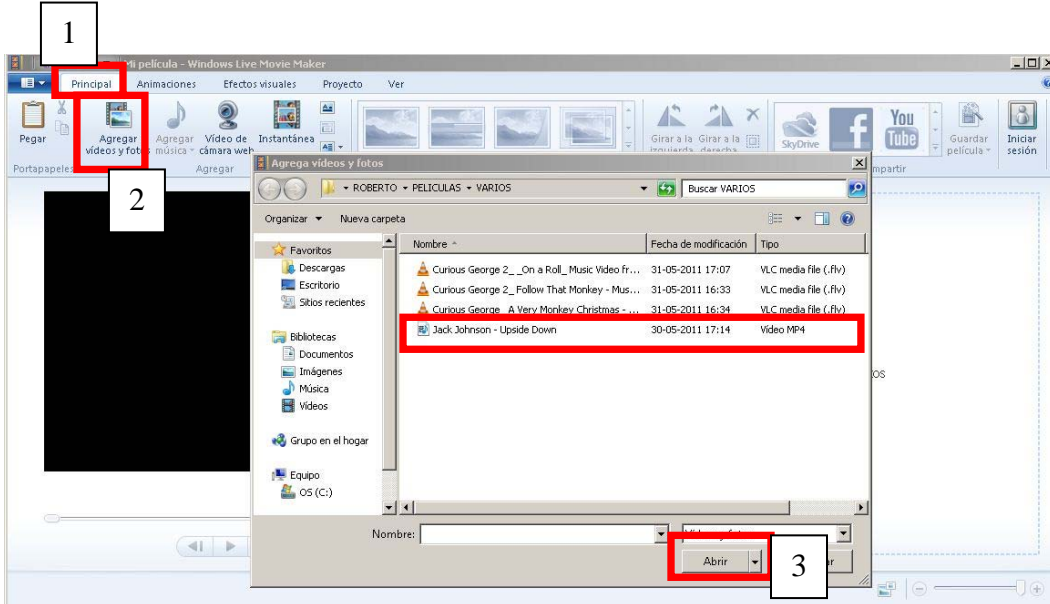 1
Mi película - Windows Live Movie Maker
Principal Animaciones Efectos visuales Proyecto Ver
Pegar
Agregar vídeos y fotos
Agregar música
Vídeo de cámara web
Instantánea
Girar a la izquierda
Girar a la derecha
SkyDrive
f
You Tube
Guardar película
Iniciar sesión
Portapapeles
Agregar
mpartir
2
Agrega vídeos y fotos
ROBERTO PELICULAS VARIOS
Buscar VARIOS
Organizar Nueva carpeta
Favoritos
Descargas
Escritorio
Sitios recientes
Bibliotecas
Documentos
Imágenes
Música
Vídeos
Grupo en el hogar
Equipo
OS (C:)
Nombre Fecha de modificación Tipo
Curious George 2_ _On a Roll_ Music Video fr... 31-05-2011 17:07 VLC media file (.flv)
Curious George 2_ Follow That Monkey - Mus... 31-05-2011 16:33 VLC media file (.flv)
Curious George _A Very Monkey Christmas - ... 31-05-2011 16:34 VLC media file (.flv)
Jack Johnson - Upside Down 30-05-2011 17:14 Vídeo MP4
os
Nombre:
Abrir
3
ar